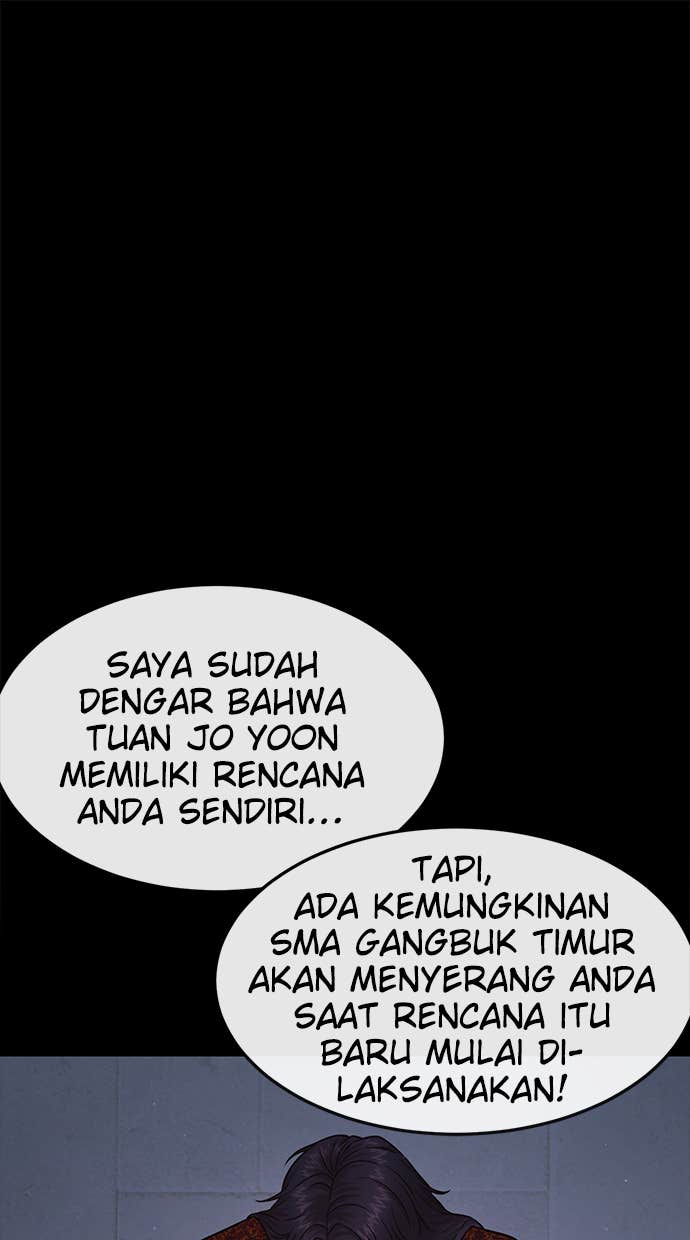 SAYA SUDAH
DENGAR BAHWA
TUAN JO YOON
MEMILIKI RENCANA
ANDA SENDIRI...
TAPI,
ADA KEMUNGKINAN
SMA GANGBUK TIMUR
AKAN MENYERANG ANDA
SAAT RENCANA ITU
BARU MULAI DI-
LAKSANAKAN!